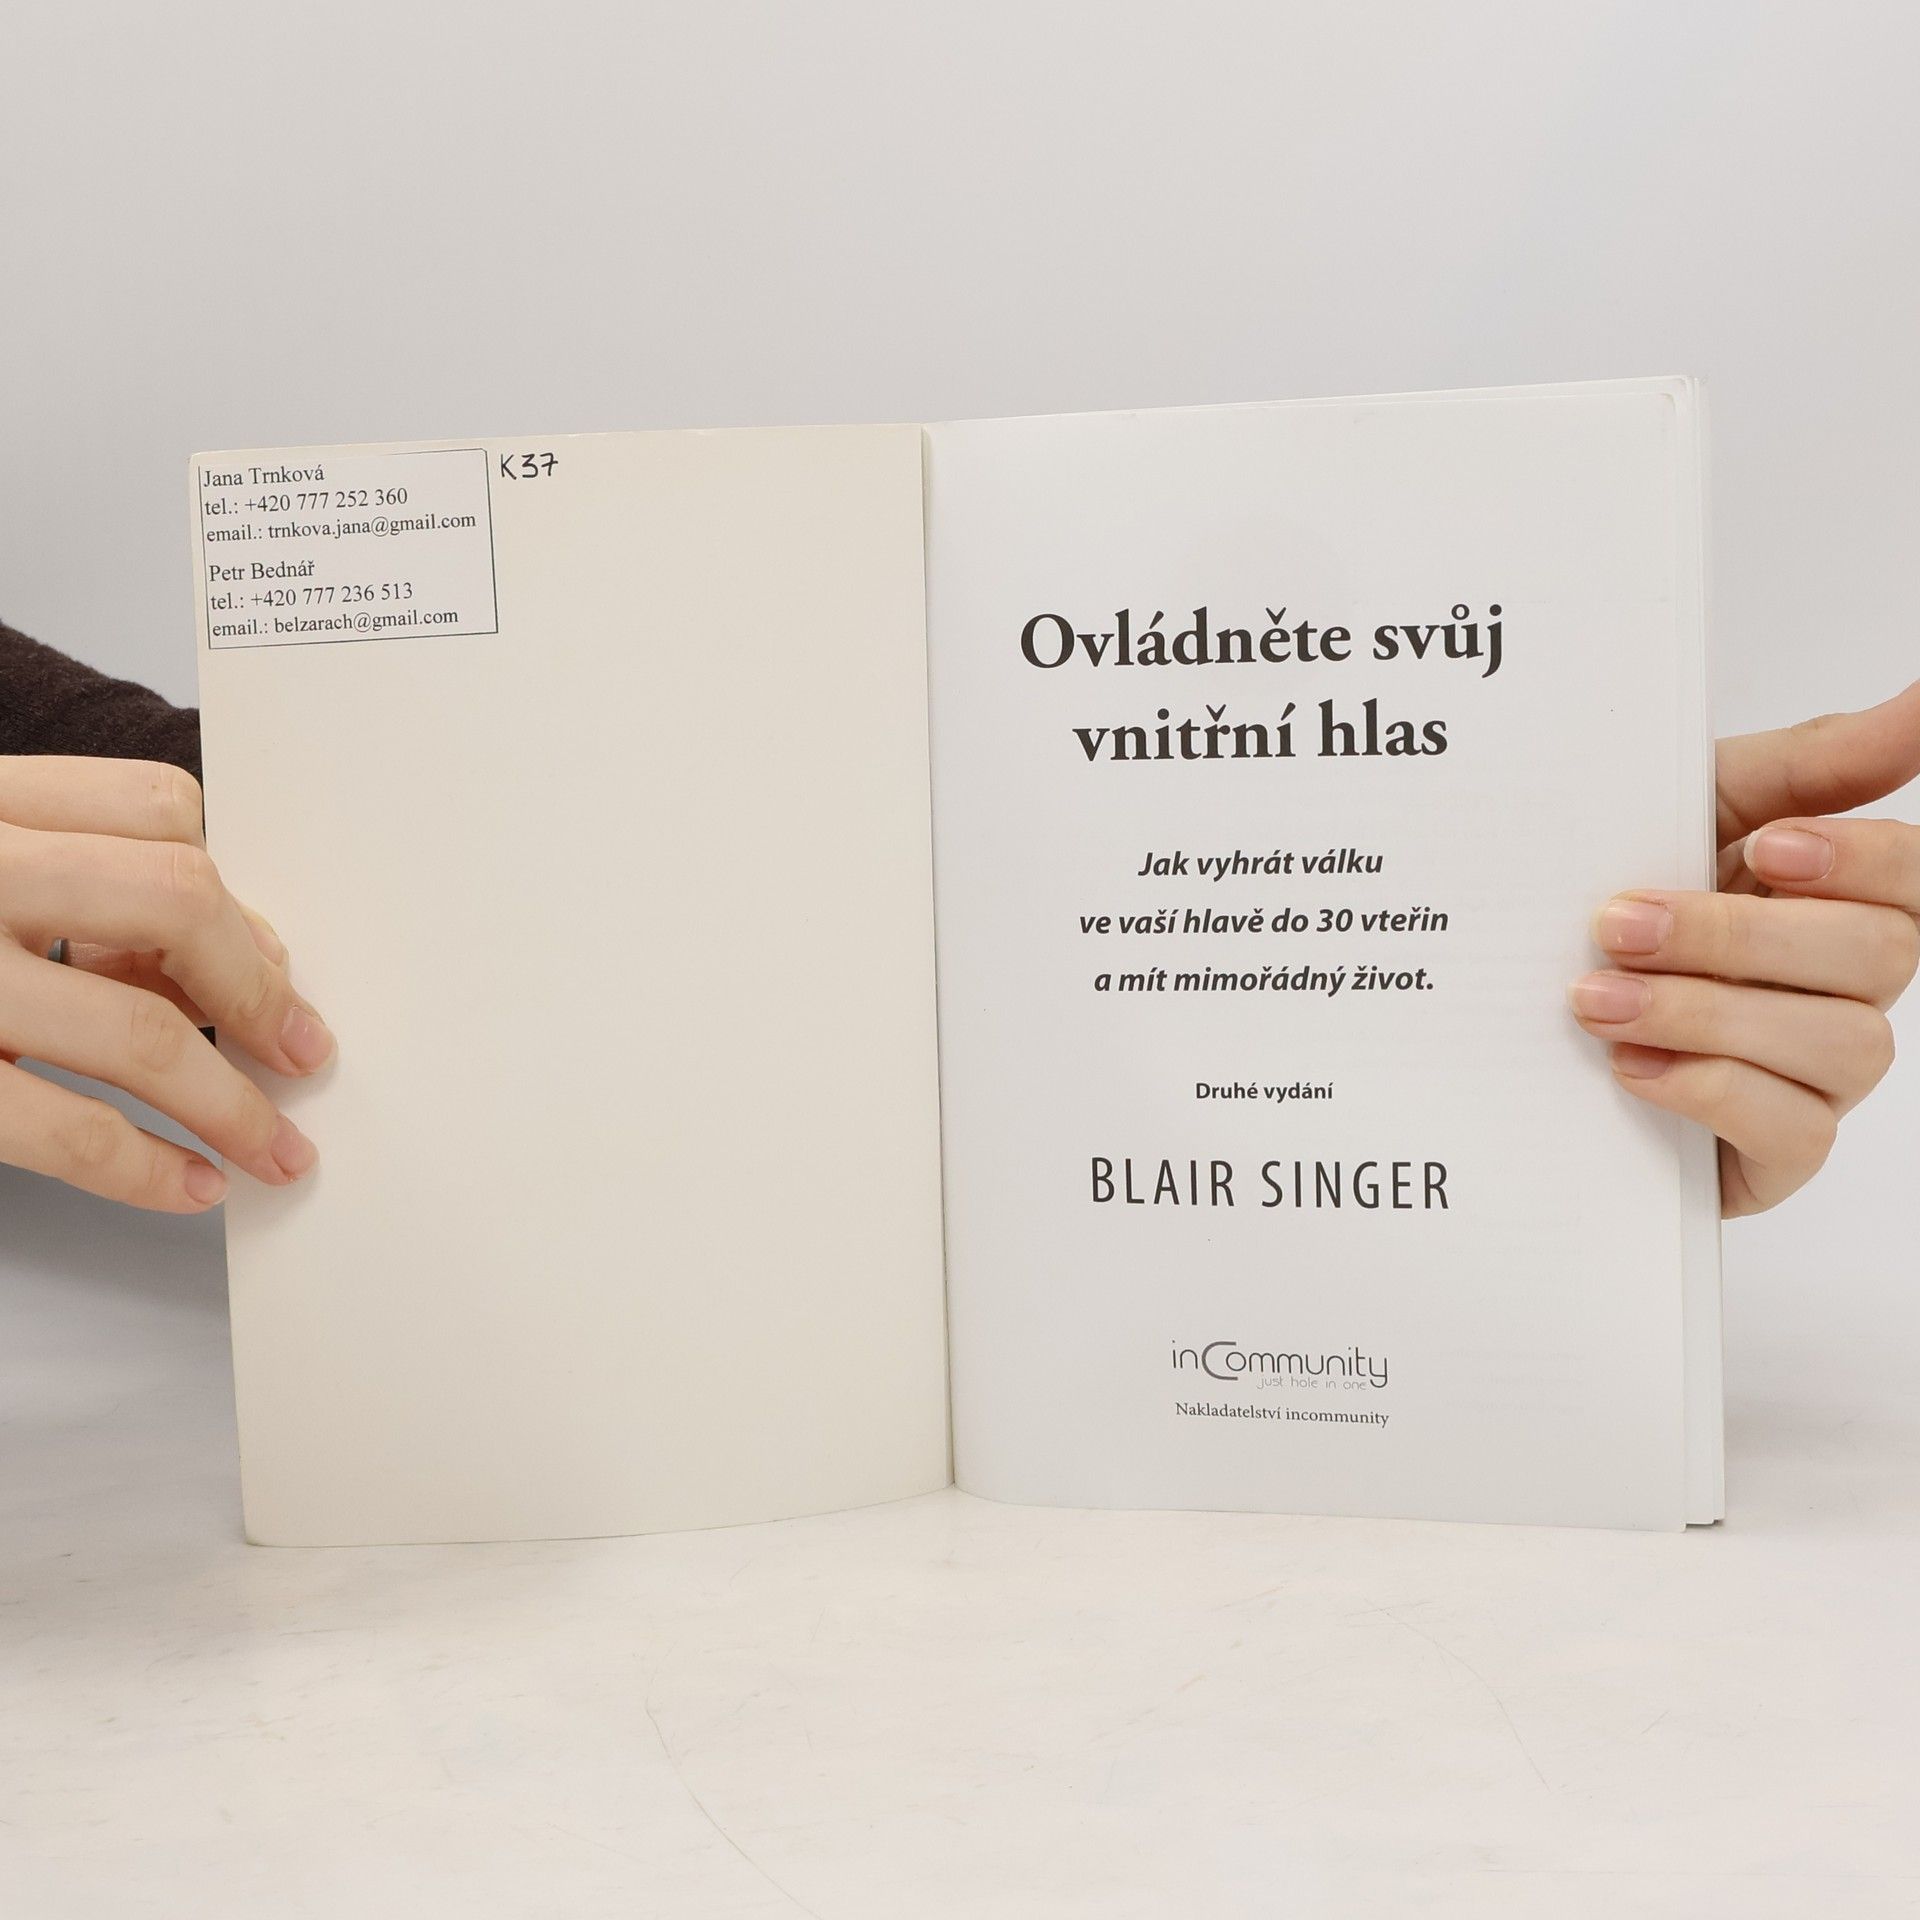 Jana Trnková
tel.: +420 777 252 360
email.: trnkova.jana@gmail.com
Petr Bednář
tel.: +420 777 236 513
email.: belzarach@gmail.com
K37
Ovládněte svůj
vnitřní hlas
Jak vyhrát válku
ve vaší hlavě do 30 vteřin
a mít mimořádný život.
Druhé vydání
BLAIR SINGER
inCommunity
just hole in one
Nakladatelství incommunity